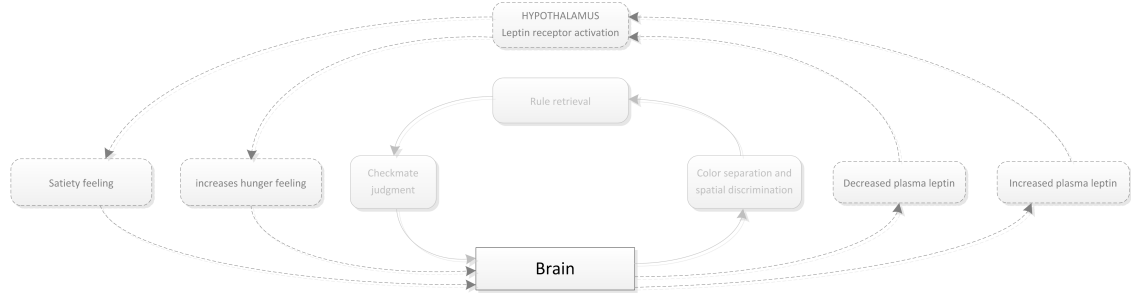 HYPOTHALAMUS
Leptin receptor activation
Rule retrieval
Satiety feeling
increases hunger feeling
Checkmate
judgment
Color separation and
spatial discrimination
Decreased plasma leptin
Increased plasma leptin
Brain